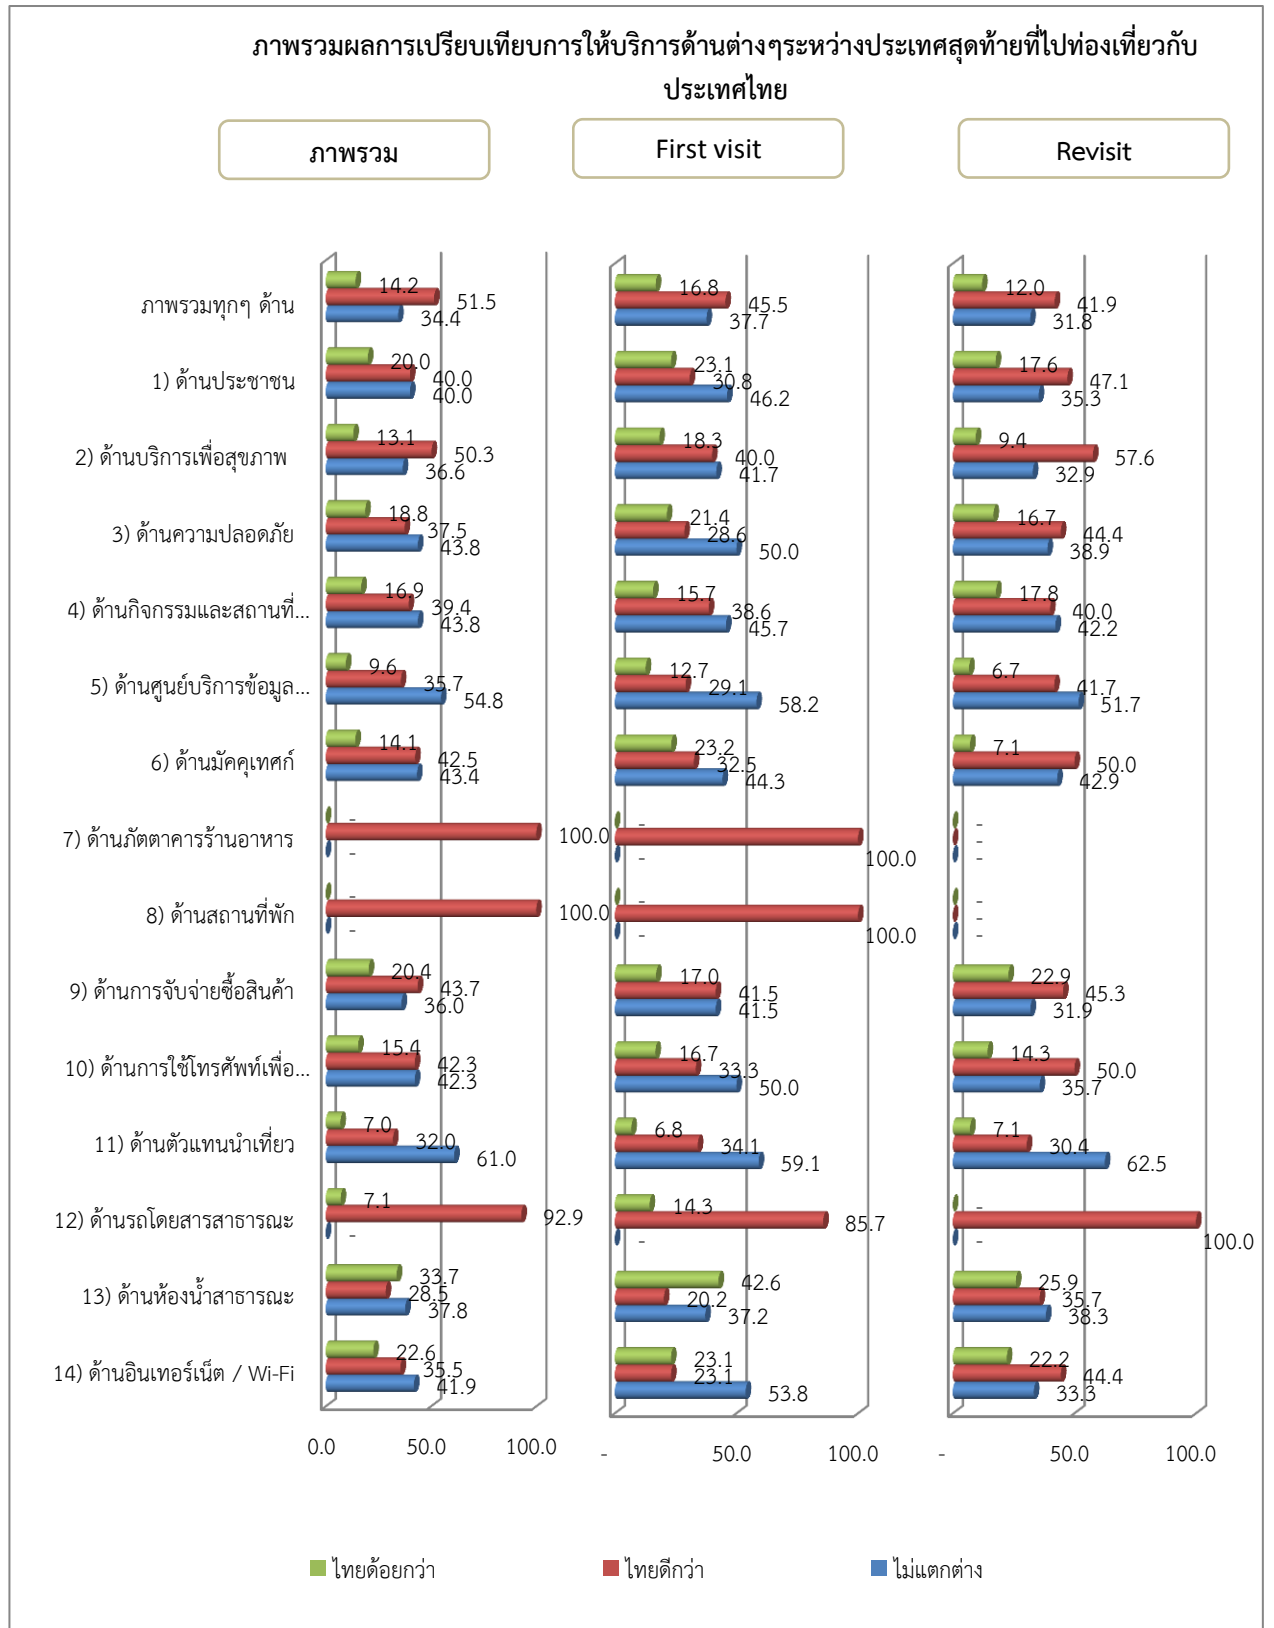 ภาพรวมผลการเปรียบเทียบการให้บริการด้านต่างๆระหว่างประเทศสุดท้ายที่ไปท่องเที่ยวกับ
ประเทศไทย
ภาพรวม First visit Revisit
ภาพรวมทุกๆ ด้าน
14.2 16.8 12.0
51.5 45.5 41.9
34.4 37.7 31.8
1) ด้านประชาชน
20.0 23.1 17.6
40.0 30.8 47.1
40.0 46.2 35.3
2) ด้านบริการเพื่อสุขภาพ
13.1 18.3 9.4
50.3 40.0 57.6
36.6 41.7 32.9
3) ด้านความปลอดภัย
18.8 21.4 16.7
37.5 28.6 44.4
43.8 50.0 38.9
4) ด้านกิจกรรมและสถานที่...
16.9 15.7 17.8
39.4 38.6 40.0
43.8 45.7 42.2
5) ด้านศูนย์บริการข้อมูล...
9.6 12.7 6.7
35.7 29.1 41.7
54.8 58.2 51.7
6) ด้านมัคคุเทศก์
14.1 23.2 7.1
42.5 32.5 50.0
43.4 44.3 42.9
7) ด้านภัตตาคารร้านอาหาร
- - -
100.0 100.0 -
- - -
8) ด้านสถานที่พัก
- - -
100.0 100.0 -
- - -
9) ด้านการจับจ่ายซื้อสินค้า
20.4 17.0 22.9
43.7 41.5 45.3
36.0 41.5 31.9
10) ด้านการใช้โทรศัพท์เพื่อ...
15.4 16.7 14.3
42.3 33.3 50.0
42.3 50.0 35.7
11) ด้านตัวแทนนำเที่ยว
7.0 6.8 7.1
32.0 34.1 30.4
61.0 59.1 62.5
12) ด้านรถโดยสารสาธารณะ
7.1 14.3 -
92.9 85.7 100.0
- -
13) ด้านห้องน้ำสาธารณะ
33.7 42.6 25.9
28.5 20.2 35.7
37.8 37.2 38.3
14) ด้านอินเทอร์เน็ต / Wi-Fi
22.6 23.1 22.2
35.5 23.1 44.4
41.9 53.8 33.3
0.0 50.0 100.0 - 50.0 100.0 - 50.0 100.0
ไทยด้อยกว่า ไทยดีกว่า ไม่แตกต่าง